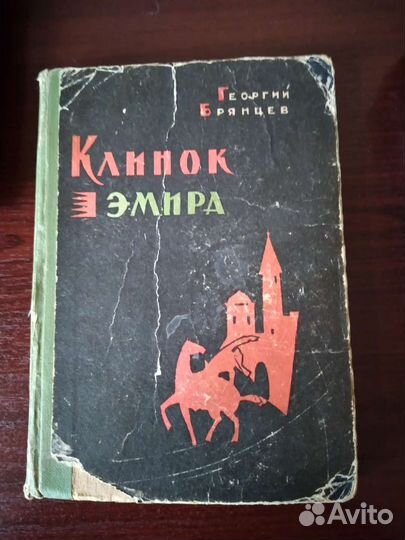 Георгий
Брянцев
Клинок
Эмира
Avito